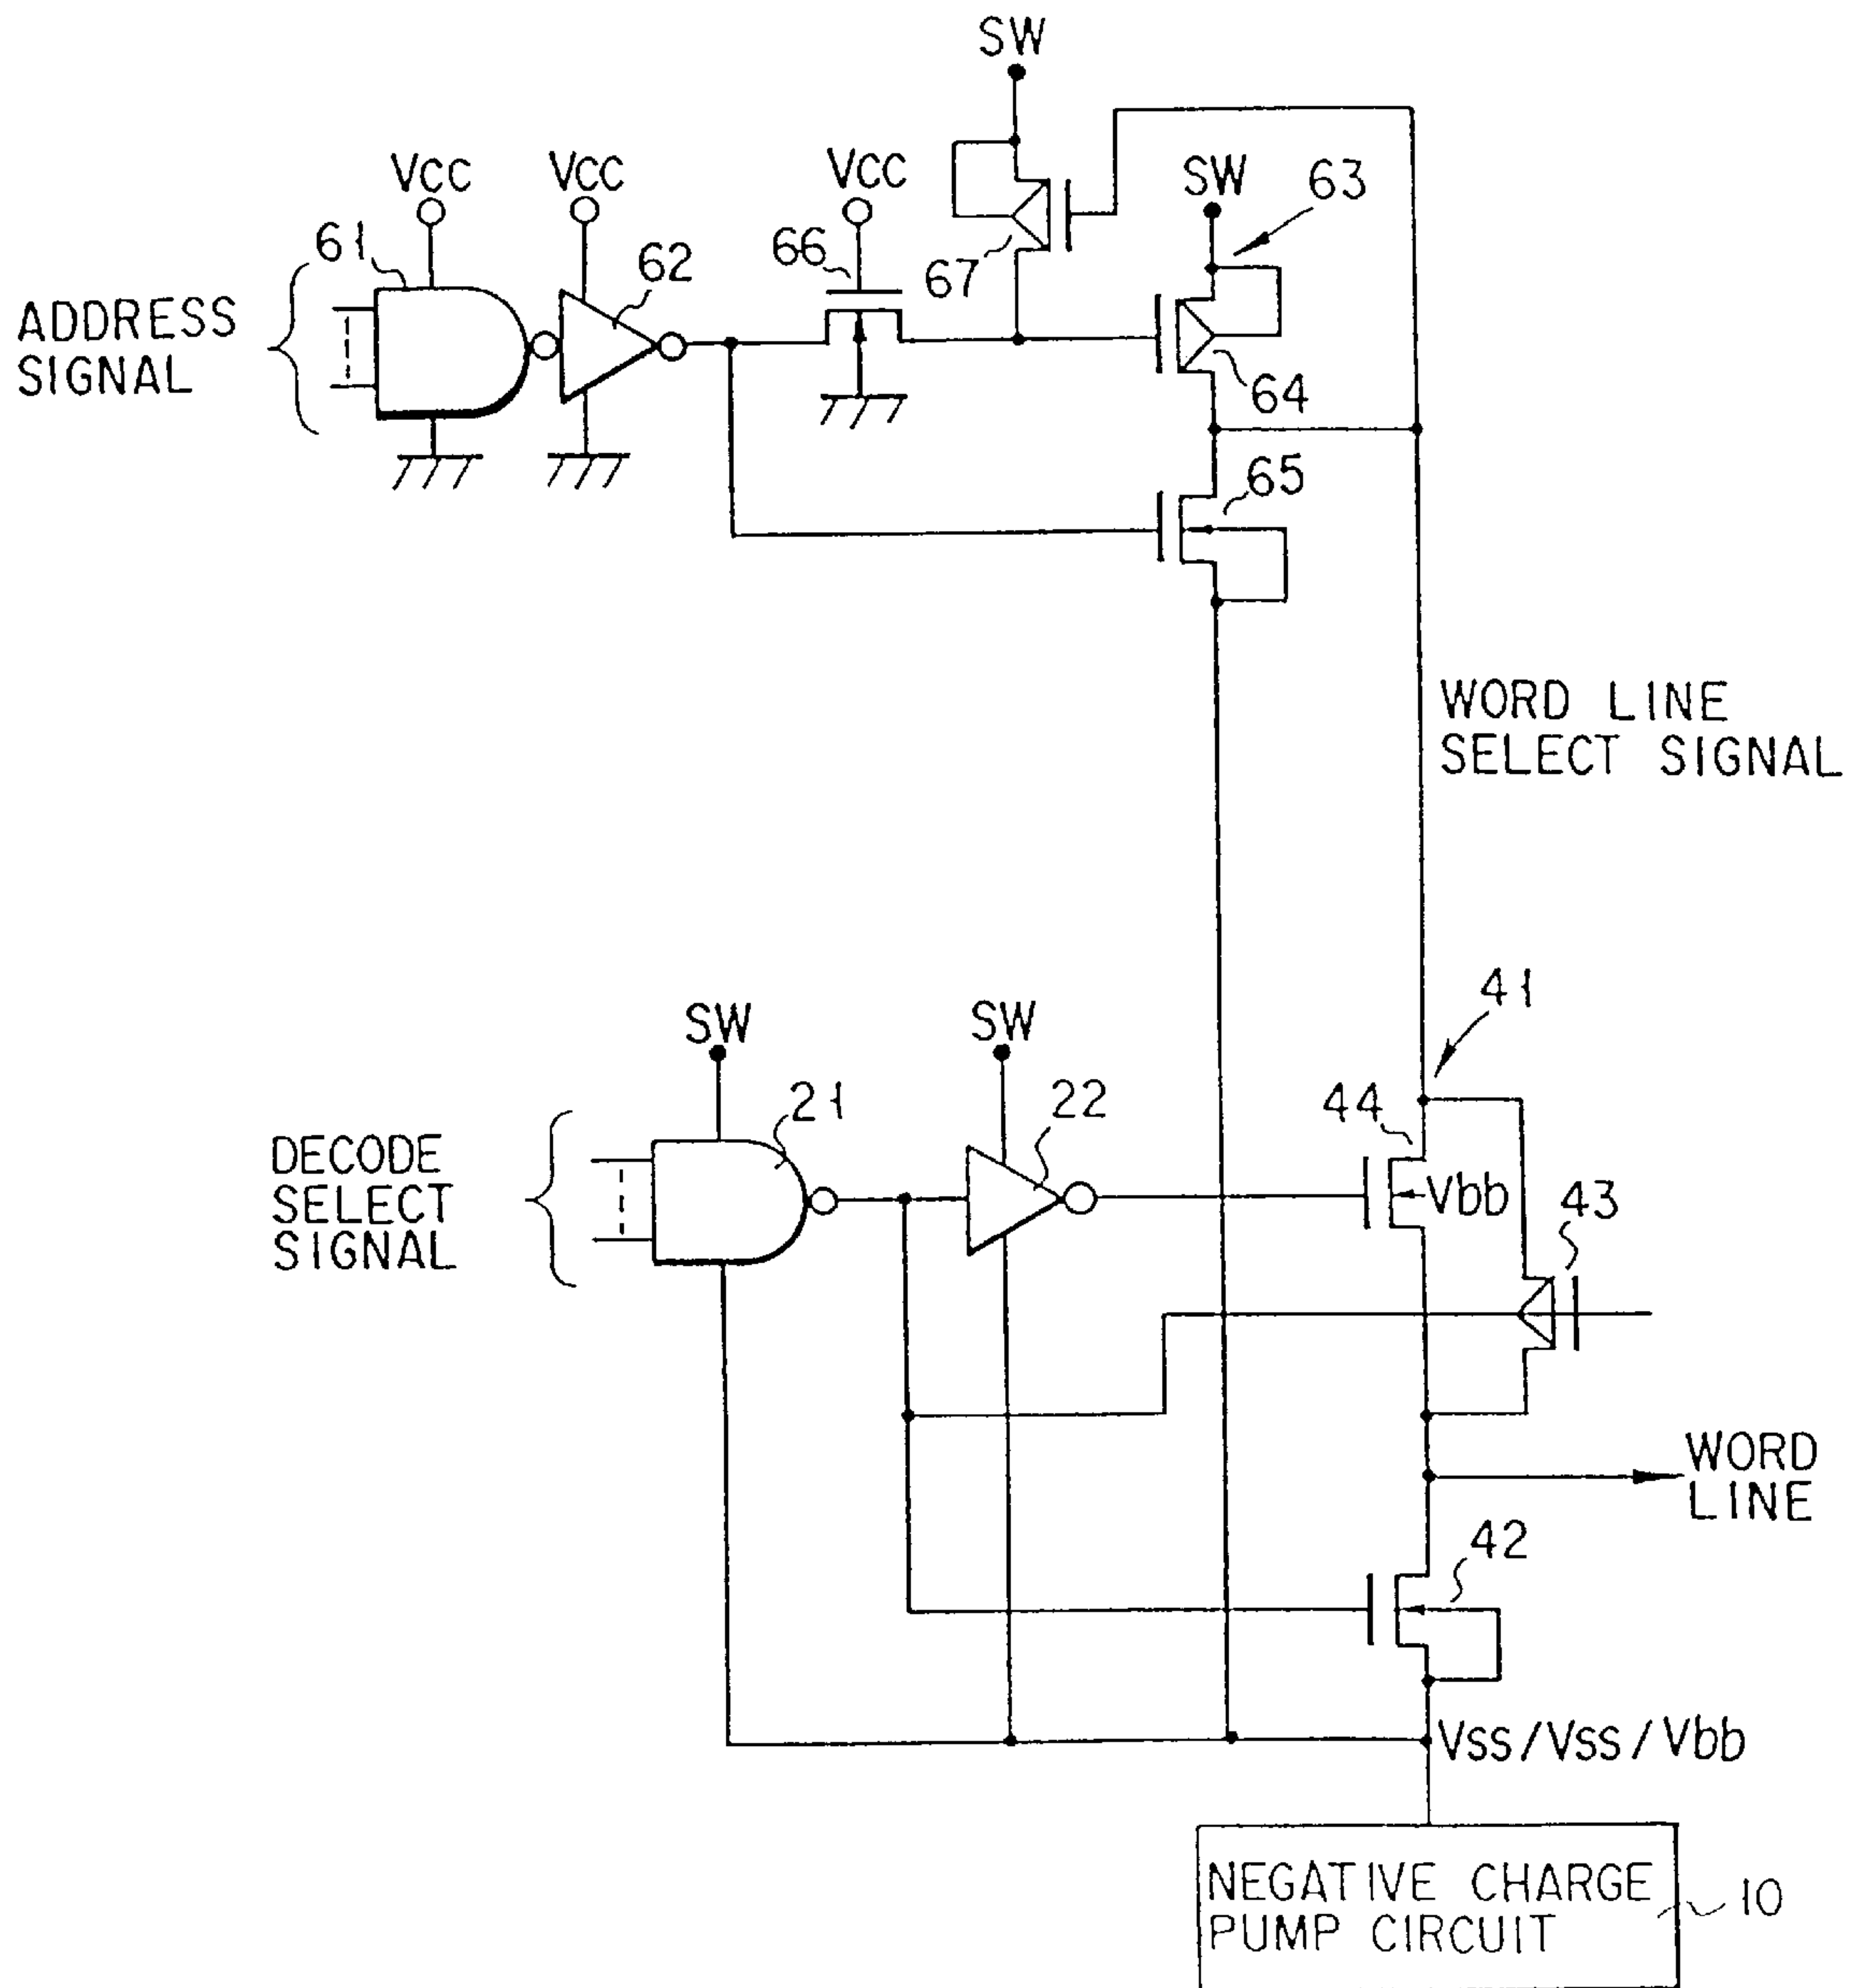 SW
VCC
VCC
VCC
SW
63
61
62
66
67
ADDRESS
SIGNAL
64
65
WORD LINE
SELECT SIGNAL
41
SW
SW
21
22
44
DECODE
SELECT
SIGNAL
Vbb
43
WORD
LINE
42
VSS/VSS/Vbb
NEGATIVE CHARGE
PUMP CIRCUIT
10